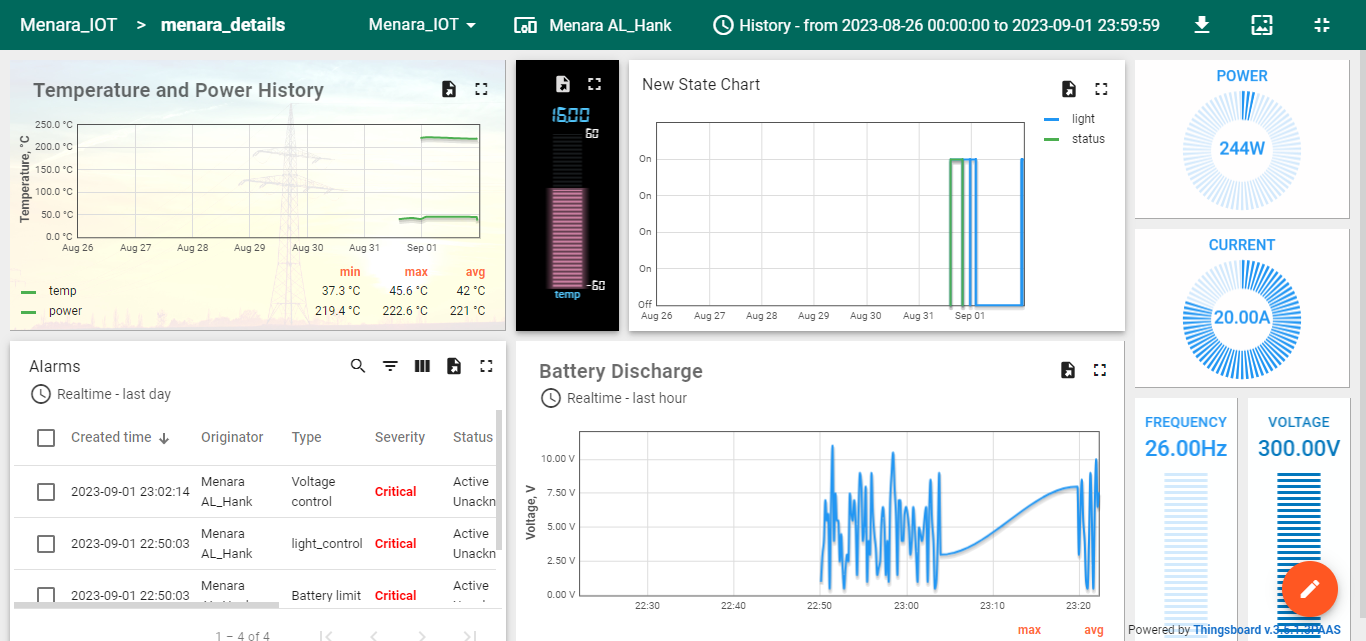 Menara_IOT > menara_details Menara_IOT Menara AL_Hank History - from 2023-08-26 00:00:00 to 2023-09-01 23:59:59
Temperature and Power History
Temperature, °C
250.0 °C
200.0 °C
150.0 °C
100.0 °C
50.0 °C
0.0 °C
Aug 26 Aug 27 Aug 28 Aug 29 Aug 30 Aug 31 Sep 01
min max avg
temp 37.3 °C 45.6 °C 42 °C
power 219.4 °C 222.6 °C 221 °C
16.00
60
-60
temp
New State Chart
light
status
On
On
On
On
Off
Aug 26 Aug 27 Aug 28 Aug 29 Aug 30 Aug 31 Sep 01
POWER
244W
CURRENT
20.00A
Alarms
Realtime - last day
Created time Originator Type Severity Status
2023-09-01 23:02:14 Menara AL_Hank Voltage control Critical Active Unackn
2023-09-01 22:50:03 Menara AL_Hank light_control Critical Active Unackn
2023-09-01 22:50:03 Menara Battery limit Critical Active
1 – 4 of 4
Battery Discharge
Realtime - last hour
Voltage, V
10.00 V
7.50 V
5.00 V
2.50 V
0.00 V
22:30 22:40 22:50 23:00 23:10 23:20
max avg
FREQUENCY
26.00Hz
VOLTAGE
300.00V
Powered by Thingsboard